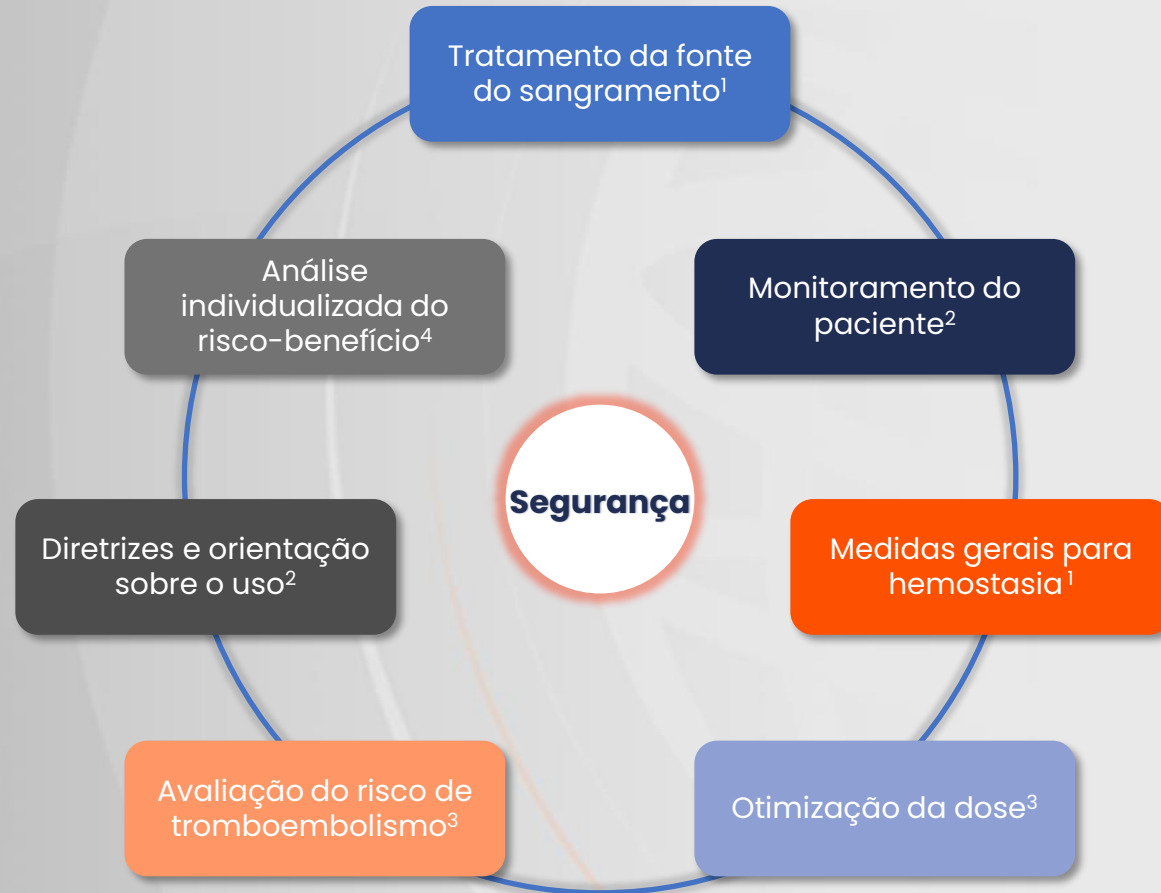 Tratamento da fonte
do sangramento¹
Análise
individualizada do
risco-benefício⁴
Monitoramento do
paciente²
Segurança
Diretrizes e orientação
sobre o uso²
Medidas gerais para
hemostasia¹
Avaliação do risco de
tromboembolismo³
Otimização da dose³